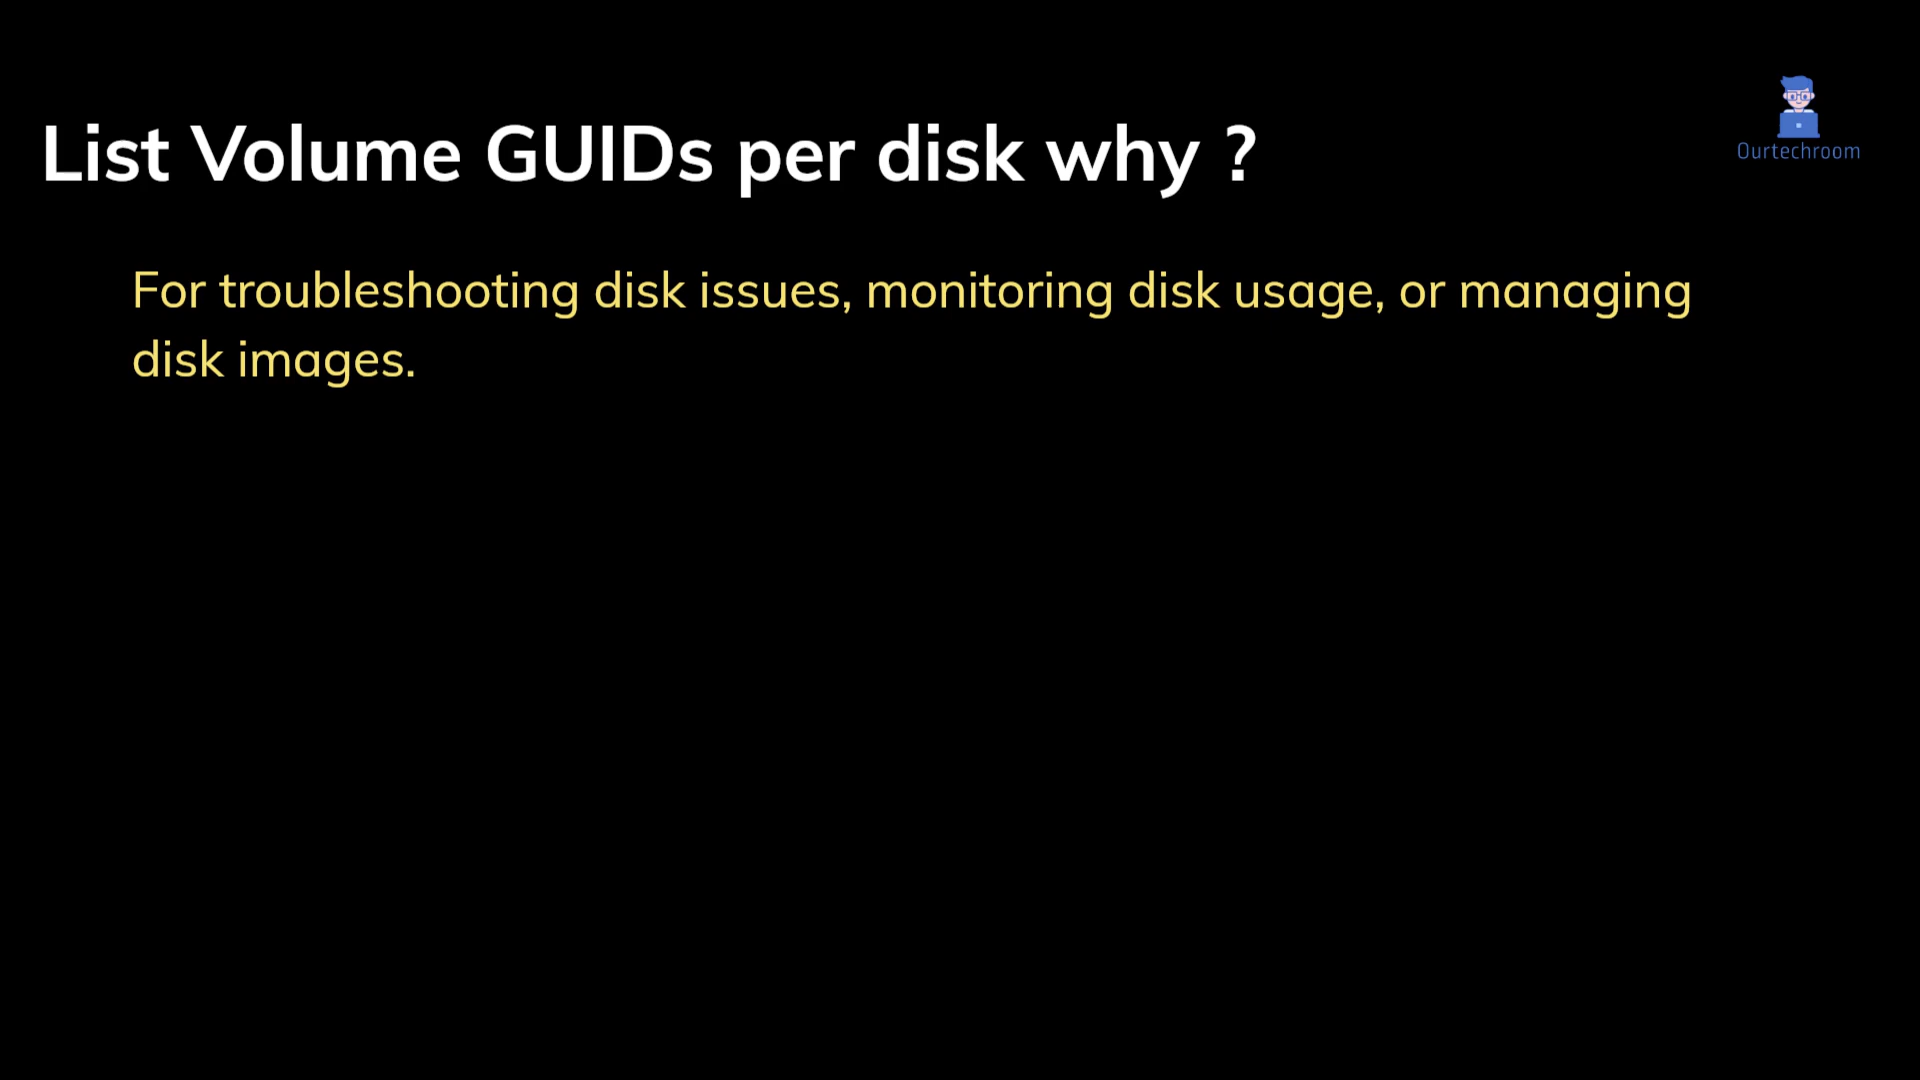 Ourtechroom
List Volume GUIDs per disk why ?
For troubleshooting disk issues, monitoring disk usage, or managing
disk images.